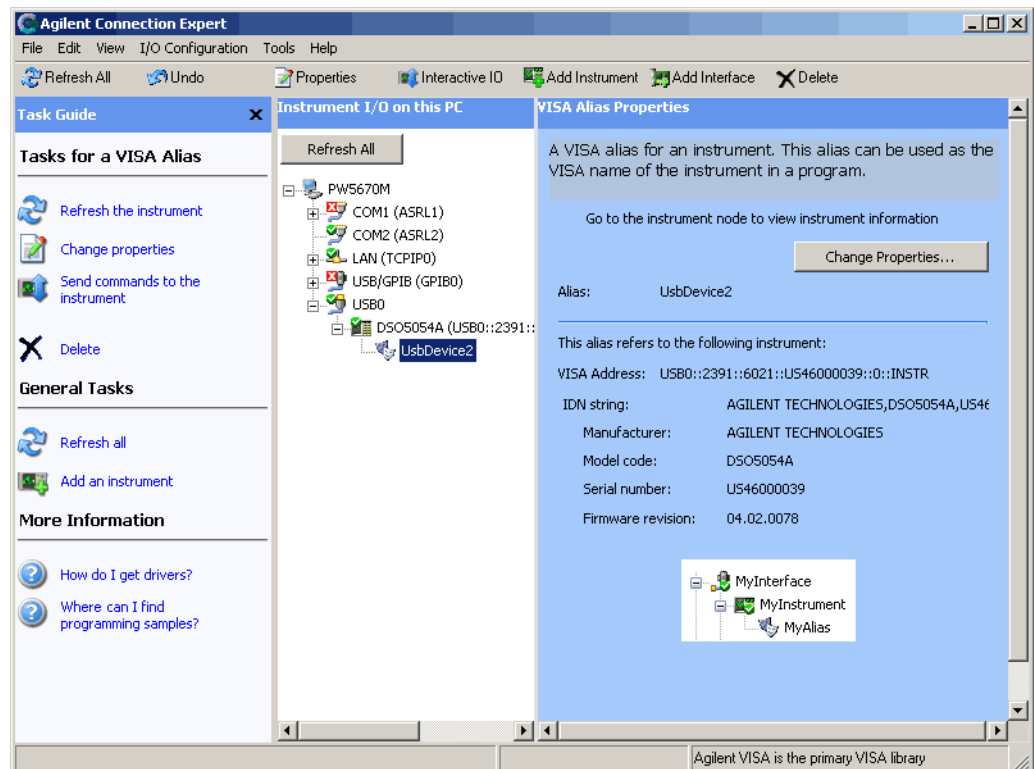 Agilent Connection Expert
File Edit View I/O Configuration Tools Help
Refresh All Undo Properties Interactive IO Add Instrument Add Interface Delete
Task Guide
Tasks for a VISA Alias
Refresh the instrument
Change properties
Send commands to the
instrument
Delete
General Tasks
Refresh all
Add an instrument
More Information
How do I get drivers?
Where can I find
programming samples?
Instrument I/O on this PC
Refresh All
PW5670M
COM1 (ASRL1)
COM2 (ASRL2)
LAN (TCPIP0)
USB/GPIB (GPIB0)
USB0
DSO5054A (USB0::2391::
UsbDevice2
VISA Alias Properties
A VISA alias for an instrument. This alias can be used as the
VISA name of the instrument in a program.
Go to the instrument node to view instrument information
Change Properties...
Alias: UsbDevice2
This alias refers to the following instrument:
VISA Address: USB0::2391::6021::US46000039::0::INSTR
IDN string: AGILENT TECHNOLOGIES,DSO5054A,US46
Manufacturer: AGILENT TECHNOLOGIES
Model code: DSO5054A
Serial number: US46000039
Firmware revision: 04.02.0078
MyInterface
MyInstrument
MyAlias
Agilent VISA is the primary VISA library